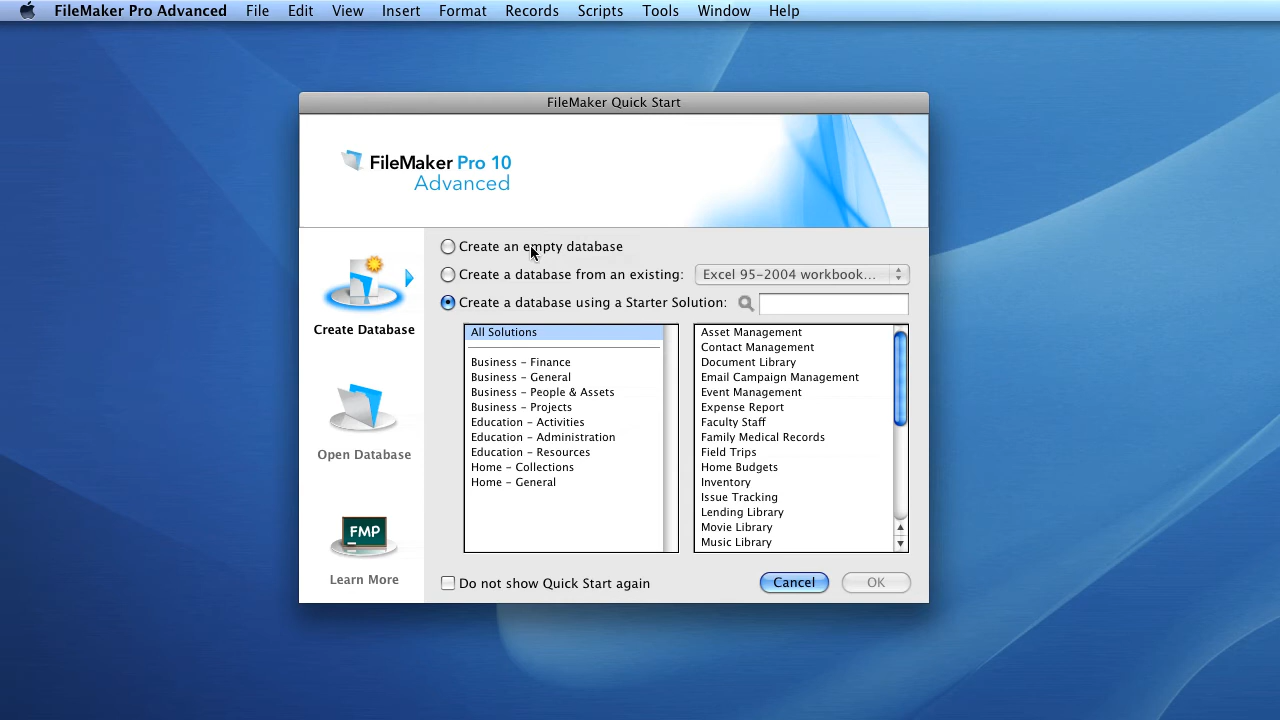 FileMaker Pro Advanced File Edit View Insert Format Records Scripts Tools Window Help
FileMaker Quick Start
FileMaker Pro 10
Advanced
Create Database
Open Database
FMP
Learn More
Create an empty database
Create a database from an existing: Excel 95-2004 workbook...
Create a database using a Starter Solution:
All Solutions
Business - Finance
Business - General
Business - People & Assets
Business - Projects
Education - Activities
Education - Administration
Education - Resources
Home - Collections
Home - General
Asset Management
Contact Management
Document Library
Email Campaign Management
Event Management
Expense Report
Faculty Staff
Family Medical Records
Field Trips
Home Budgets
Inventory
Issue Tracking
Lending Library
Movie Library
Music Library
Do not show Quick Start again
Cancel OK